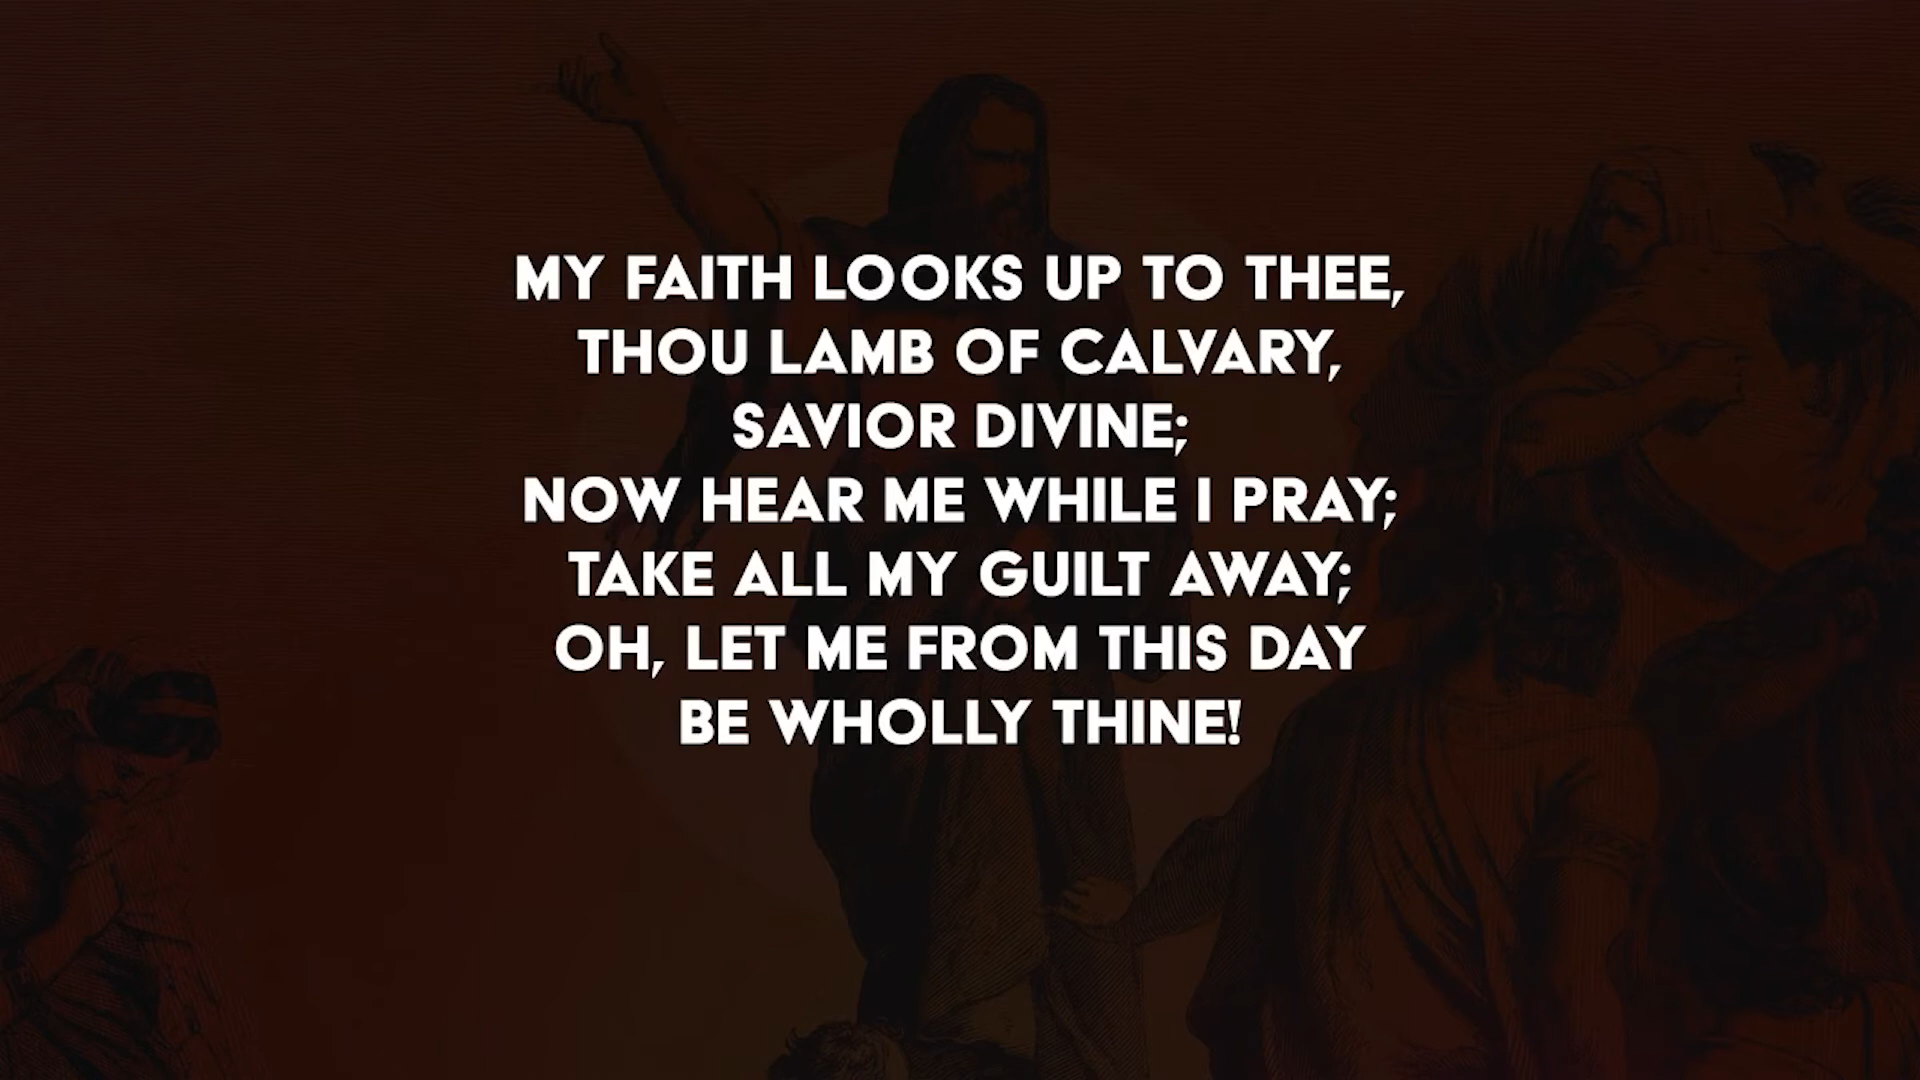 MY FAITH LOOKS UP TO THEE,
THOU LAMB OF CALVARY,
SAVIOR DIVINE;
NOW HEAR ME WHILE I PRAY;
TAKE ALL MY GUILT AWAY;
OH, LET ME FROM THIS DAY
BE WHOLLY THINE!